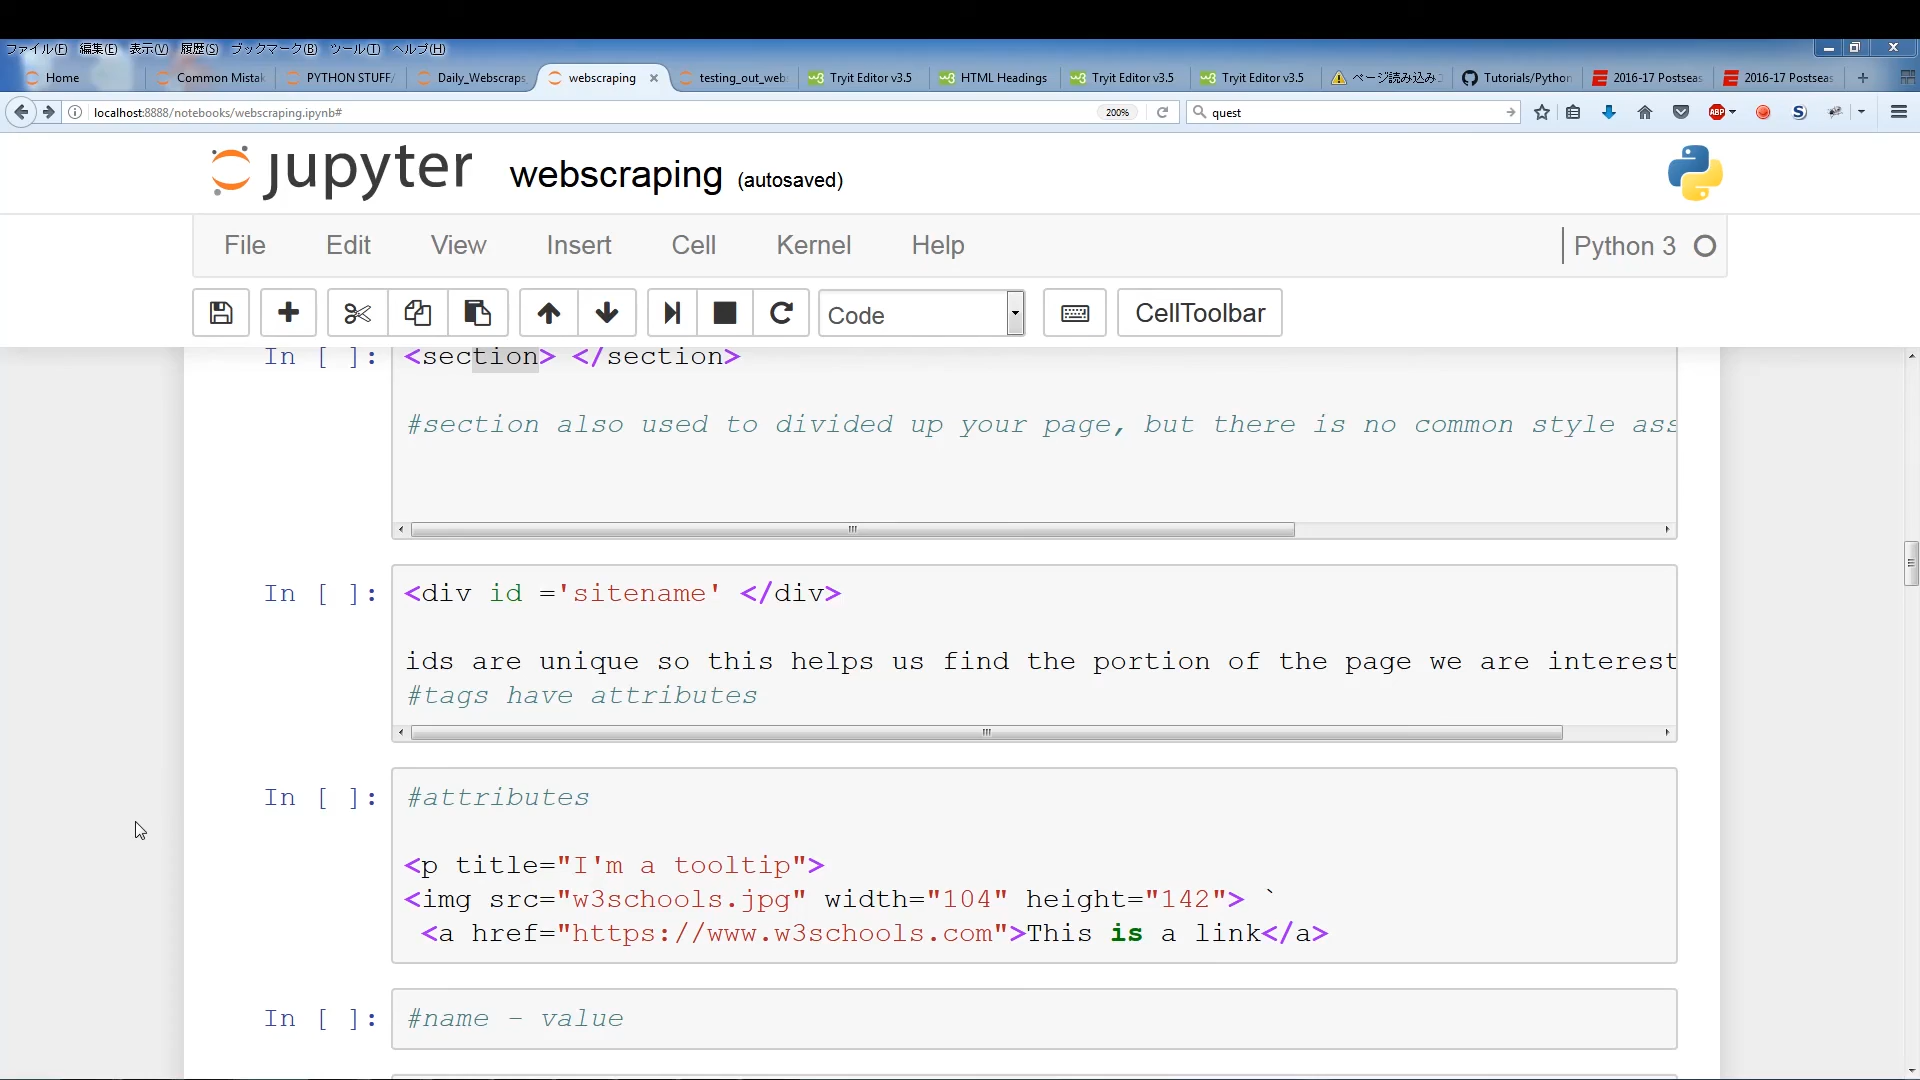 ファイル(F) 編集(E) 表示(V) 履歴(S) ブックマーク(B) ツール(T) ヘルプ(H)
Home Common Mistak PYTHON STUFF/ Daily_Webscraps webscraping testing_out_web Tryit Editor v3.5 HTML Headings Tryit Editor v3.5 Tryit Editor v3.5 ページ読み込みエ Tutorials/Python 2016-17 Postseas 2016-17 Postseas
localhost:8888/notebooks/webscraping.ipynb# 200% quest ABP S
jupyter webscraping (autosaved)
File Edit View Insert Cell Kernel Help Python 3
Code CellToolbar
In [ ]: <section> </section>
#section also used to divided up your page, but there is no common style ass
In [ ]: <div id ='sitename' </div>
ids are unique so this helps us find the portion of the page we are interest
#tags have attributes
In [ ]: #attributes
<p title="I'm a tooltip">
<img src="w3schools.jpg" width="104" height="142"> `
<a href="https://www.w3schools.com">This is a link</a>
In [ ]: #name - value